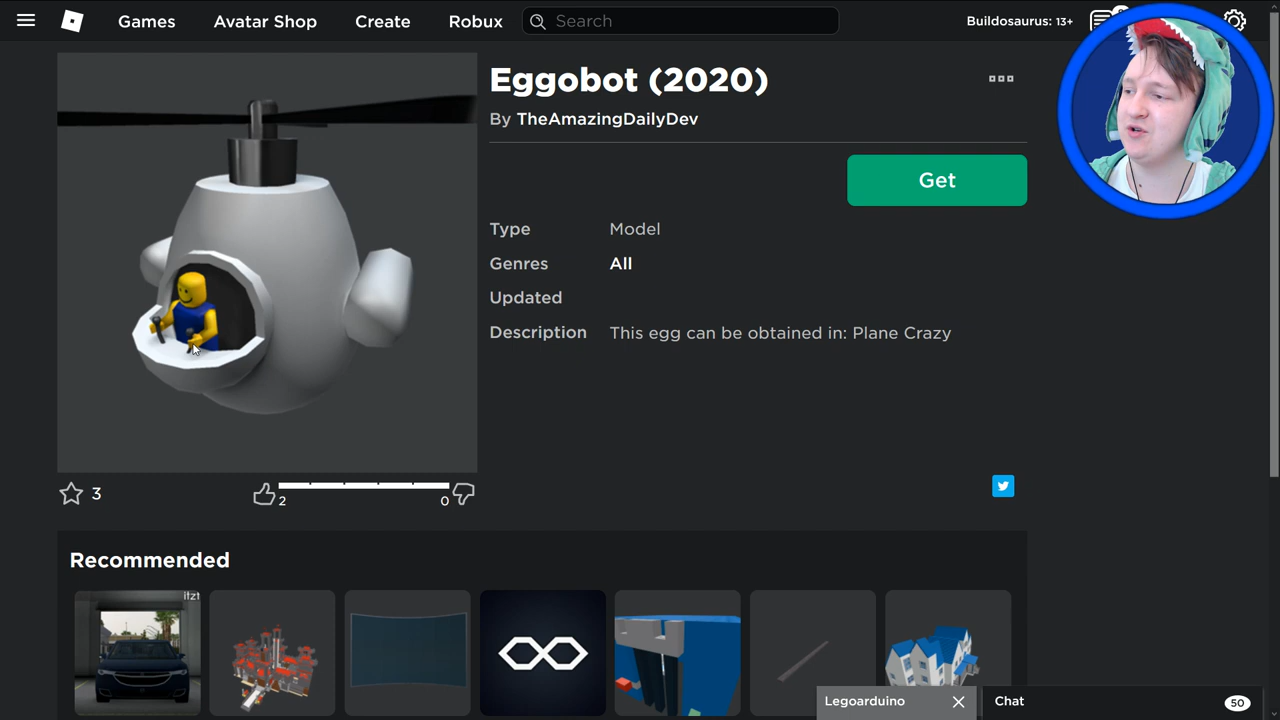 Games
Avatar Shop
Create
Robux
Search
Buildosaurus: 13+
Eggobot (2020)
By TheAmazingDailyDev
Get
Type Model
Genres All
Updated
Description This egg can be obtained in: Plane Crazy
3
2
0
Recommended
itzt
Legoarduino
Chat
50